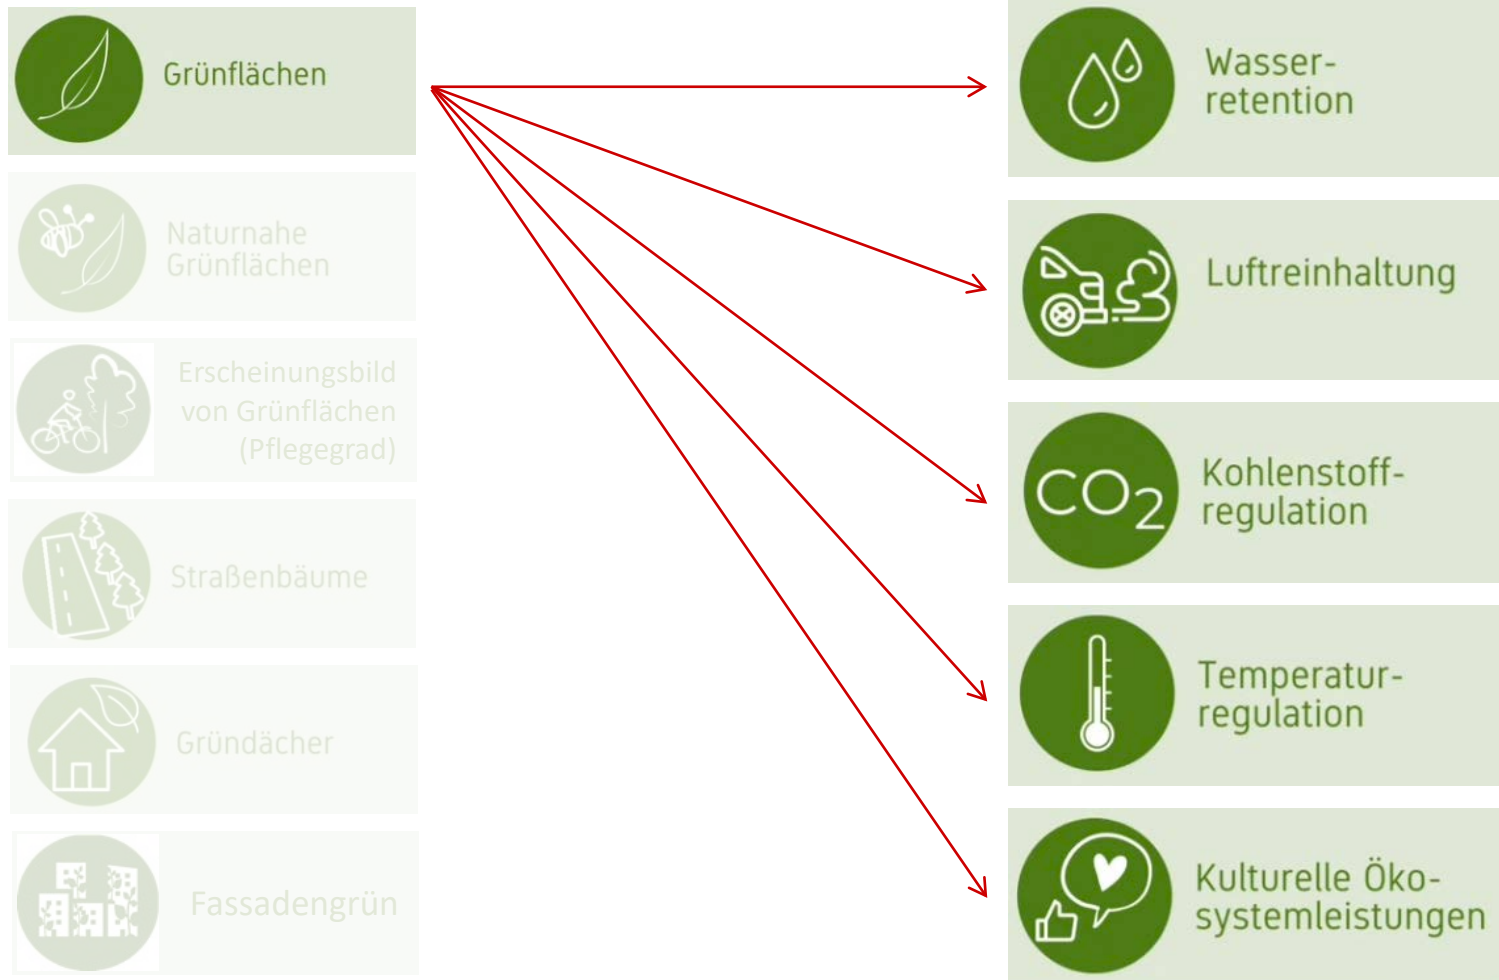 Grünflächen
Naturnahe
Grünflächen
Erscheinungsbild
von Grünflächen
(Pflegegrad)
Straßenbäume
Gründächer
Fassadengrün
Wasser-
retention
Luftreinhaltung
CO2
Kohlenstoff-
regulation
Temperatur-
regulation
Kulturelle Öko-
systemleistungen